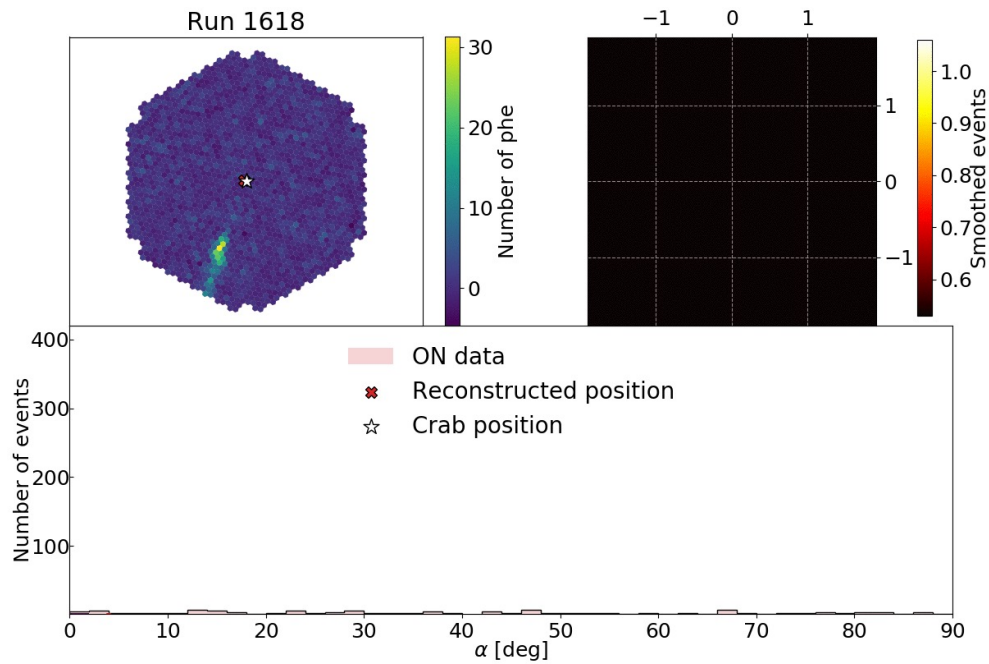 Run 1618
30
20
10
0
Number of phe
−1 0 1
1
0
−1
1.0
0.9
0.8
0.7
0.6
Smoothed events
400
300
200
100
Number of events
ON data
Reconstructed position
Crab position
0 10 20 30 40 50 60 70 80 90
α [deg]